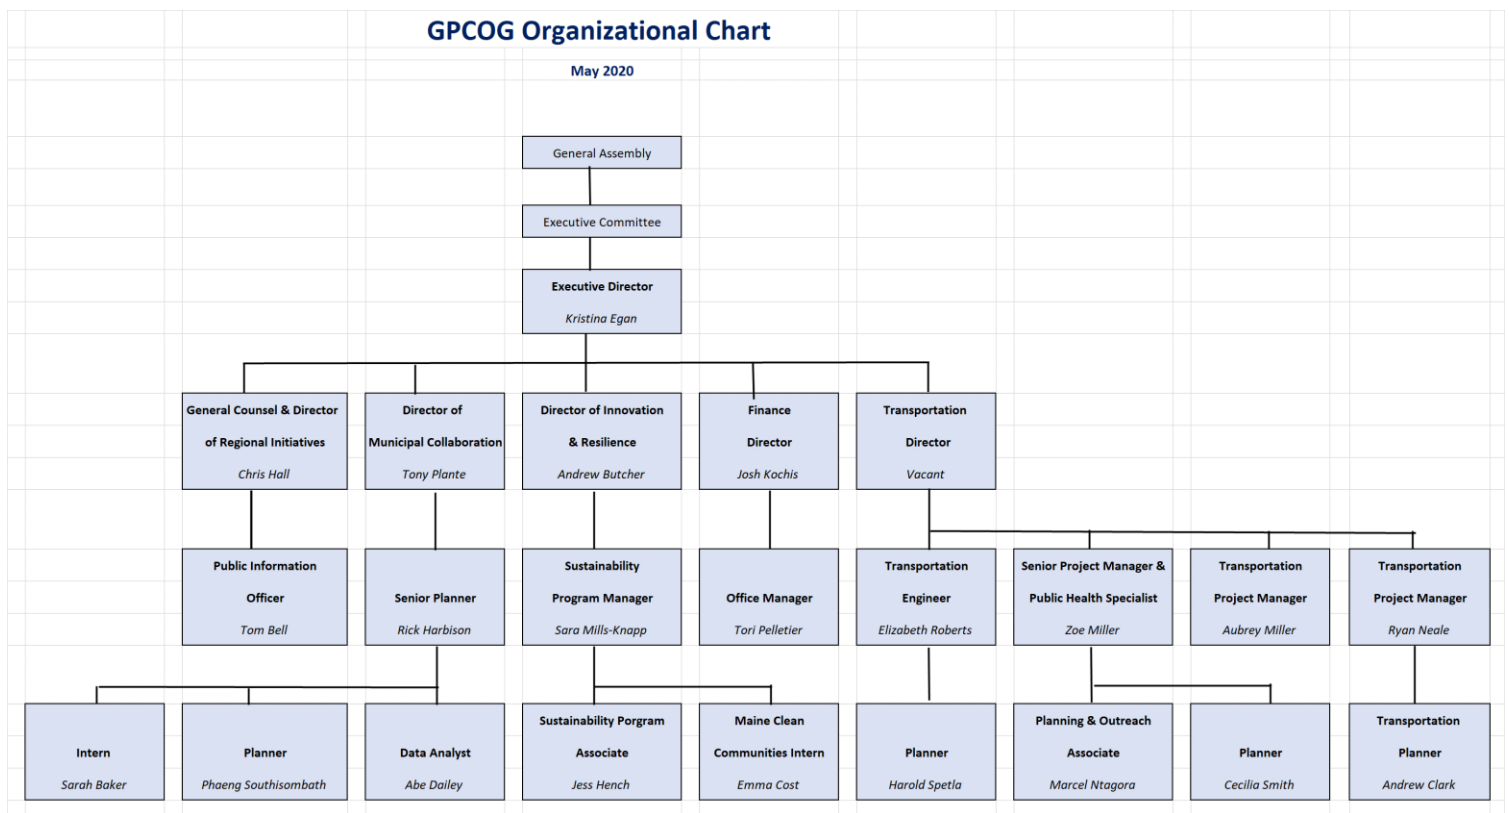 GPCOG Organizational Chart
May 2020
General Assembly
Executive Committee
Executive Director
Kristina Egan
General Counsel & Director
of Regional Initiatives
Chris Hall
Director of
Municipal Collaboration
Tony Plante
Director of Innovation
& Resilience
Andrew Butcher
Finance
Director
Josh Kochis
Transportation
Director
Vacant
Public Information
Officer
Tom Bell
Senior Planner
Rick Harbison
Sustainability
Program Manager
Sara Mills-Knapp
Office Manager
Tori Pelletier
Transportation
Engineer
Elizabeth Roberts
Senior Project Manager &
Public Health Specialist
Zoe Miller
Transportation
Project Manager
Aubrey Miller
Transportation
Project Manager
Ryan Neale
Intern
Sarah Baker
Planner
Phaeng Southisombath
Data Analyst
Abe Dailey
Sustainability Porgram
Associate
Jess Hench
Maine Clean
Communities Intern
Emma Cost
Planner
Harold Spetla
Planning & Outreach
Associate
Marcel Ntagora
Planner
Cecilia Smith
Transportation
Planner
Andrew Clark